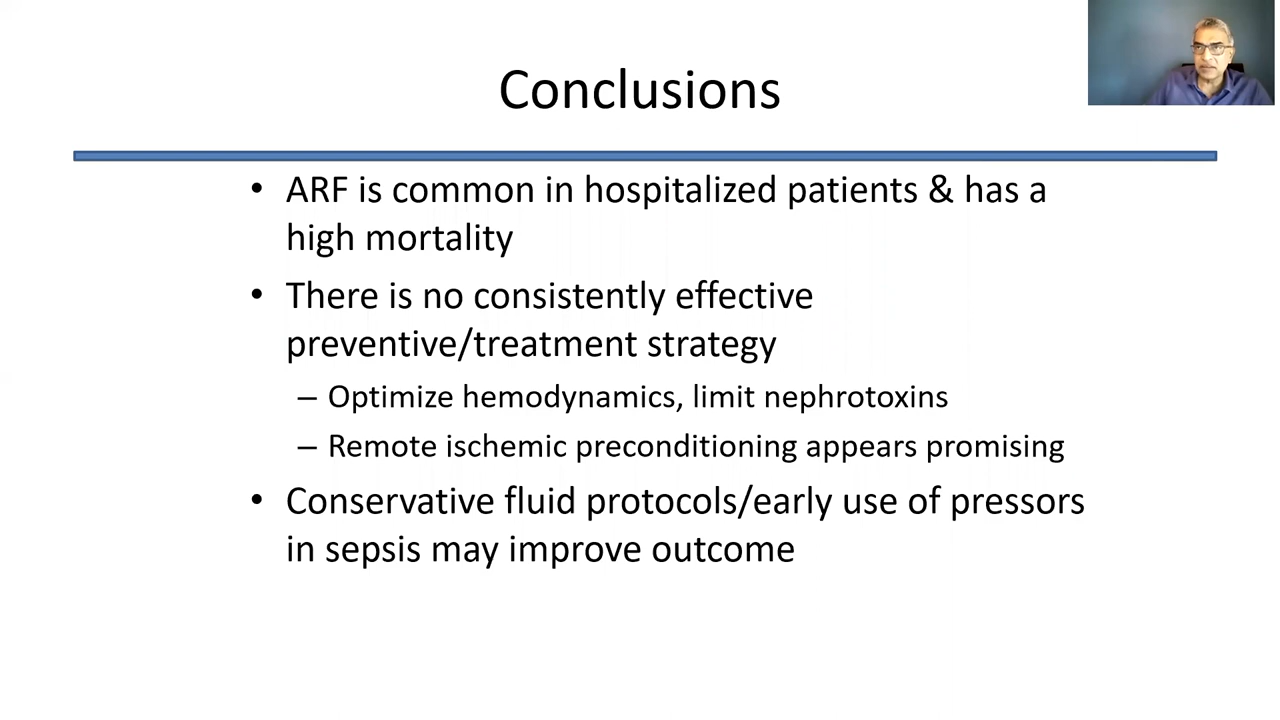 Conclusions
• ARF is common in hospitalized patients & has a
high mortality
• There is no consistently effective
preventive/treatment strategy
– Optimize hemodynamics, limit nephrotoxins
– Remote ischemic preconditioning appears promising
• Conservative fluid protocols/early use of pressors
in sepsis may improve outcome